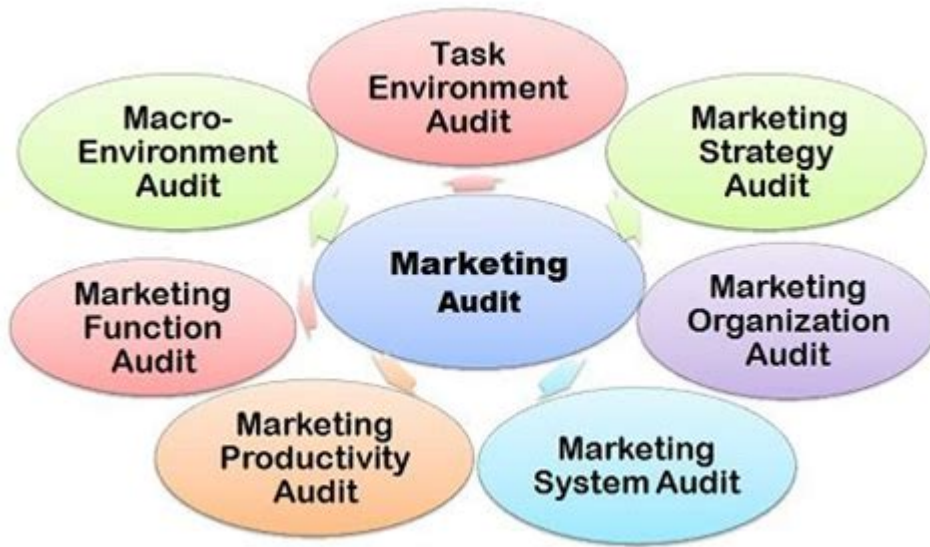 Task
Environment
Audit
Macro-
Environment
Audit
Marketing
Strategy
Audit
Marketing
Audit
Marketing
Function
Audit
Marketing
Organization
Audit
Marketing
Productivity
Audit
Marketing
System Audit